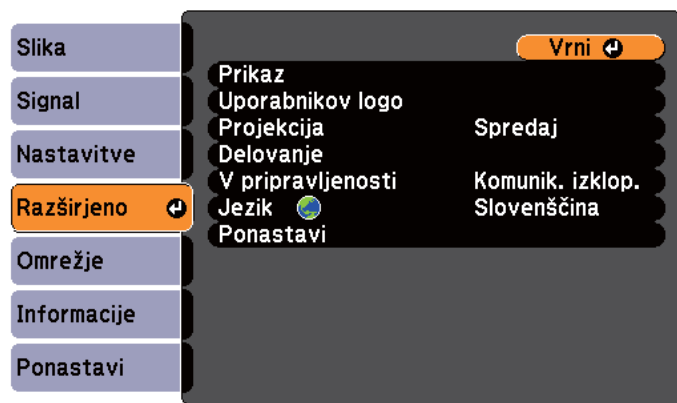 Slika
Signal
Nastavitve
Razširjeno
Omrežje
Informacije
Ponastavi
Vrni
Prikaz
Uporabnikov logo
Projekcija Spredaj
Delovanje
V pripravljenosti Komunik. izklop.
Jezik Slovenščina
Ponastavi